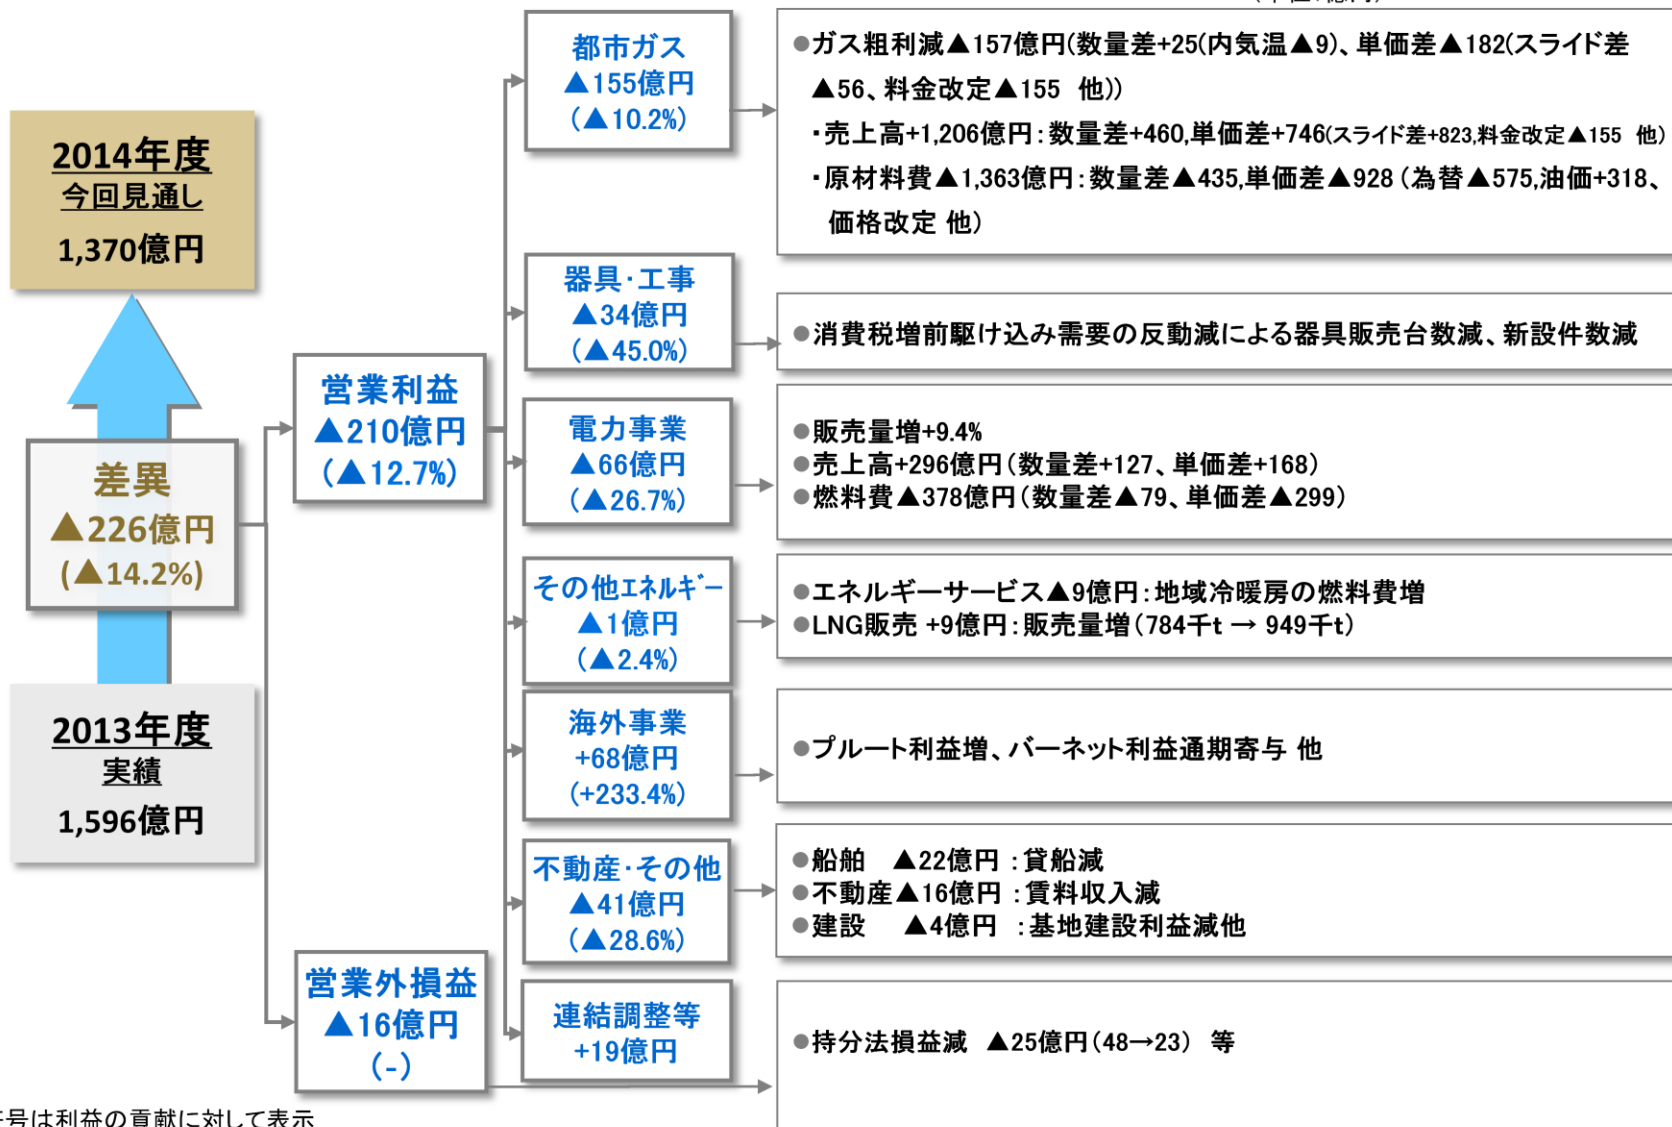 2014年度
今回見通し
1,370億円
差異
▲226億円
(▲14.2%)
2013年度
実績
1,596億円
営業利益
▲210億円
(▲12.7%)
営業外損益
▲16億円
(-)
都市ガス
▲155億円
(▲10.2%)
●ガス粗利減▲157億円(数量差+25(内気温▲9)、単価差▲182(スライド差
▲56、料金改定▲155 他))
・売上高+1,206億円:数量差+460,単価差+746(スライド差+823,料金改定▲155 他)
・原材料費▲1,363億円:数量差▲435,単価差▲928(為替▲575,油価+318、
価格改定 他)
器具・工事
▲34億円
(▲45.0%)
●消費税増前駆け込み需要の反動減による器具販売台数減、新設件数減
電力事業
▲66億円
(▲26.7%)
●販売量増+9.4%
●売上高+296億円(数量差+127、単価差+168)
●燃料費▲378億円(数量差▲79、単価差▲299)
その他エネルギー
▲1億円
(▲2.4%)
●エネルギーサービス▲9億円:地域冷暖房の燃料費増
●LNG販売 +9億円:販売量増(784千t → 949千t)
海外事業
+68億円
(+233.4%)
●プルート利益増、バーネット利益通期寄与 他
不動産・その他
▲41億円
(▲28.6%)
●船舶 ▲22億円 :貸船減
●不動産▲16億円 :賃料収入減
●建設 ▲4億円 :基地建設利益減他
連結調整等
+19億円
●持分法損益減 ▲25億円(48→23) 等
号は利益の貢献に対して表示